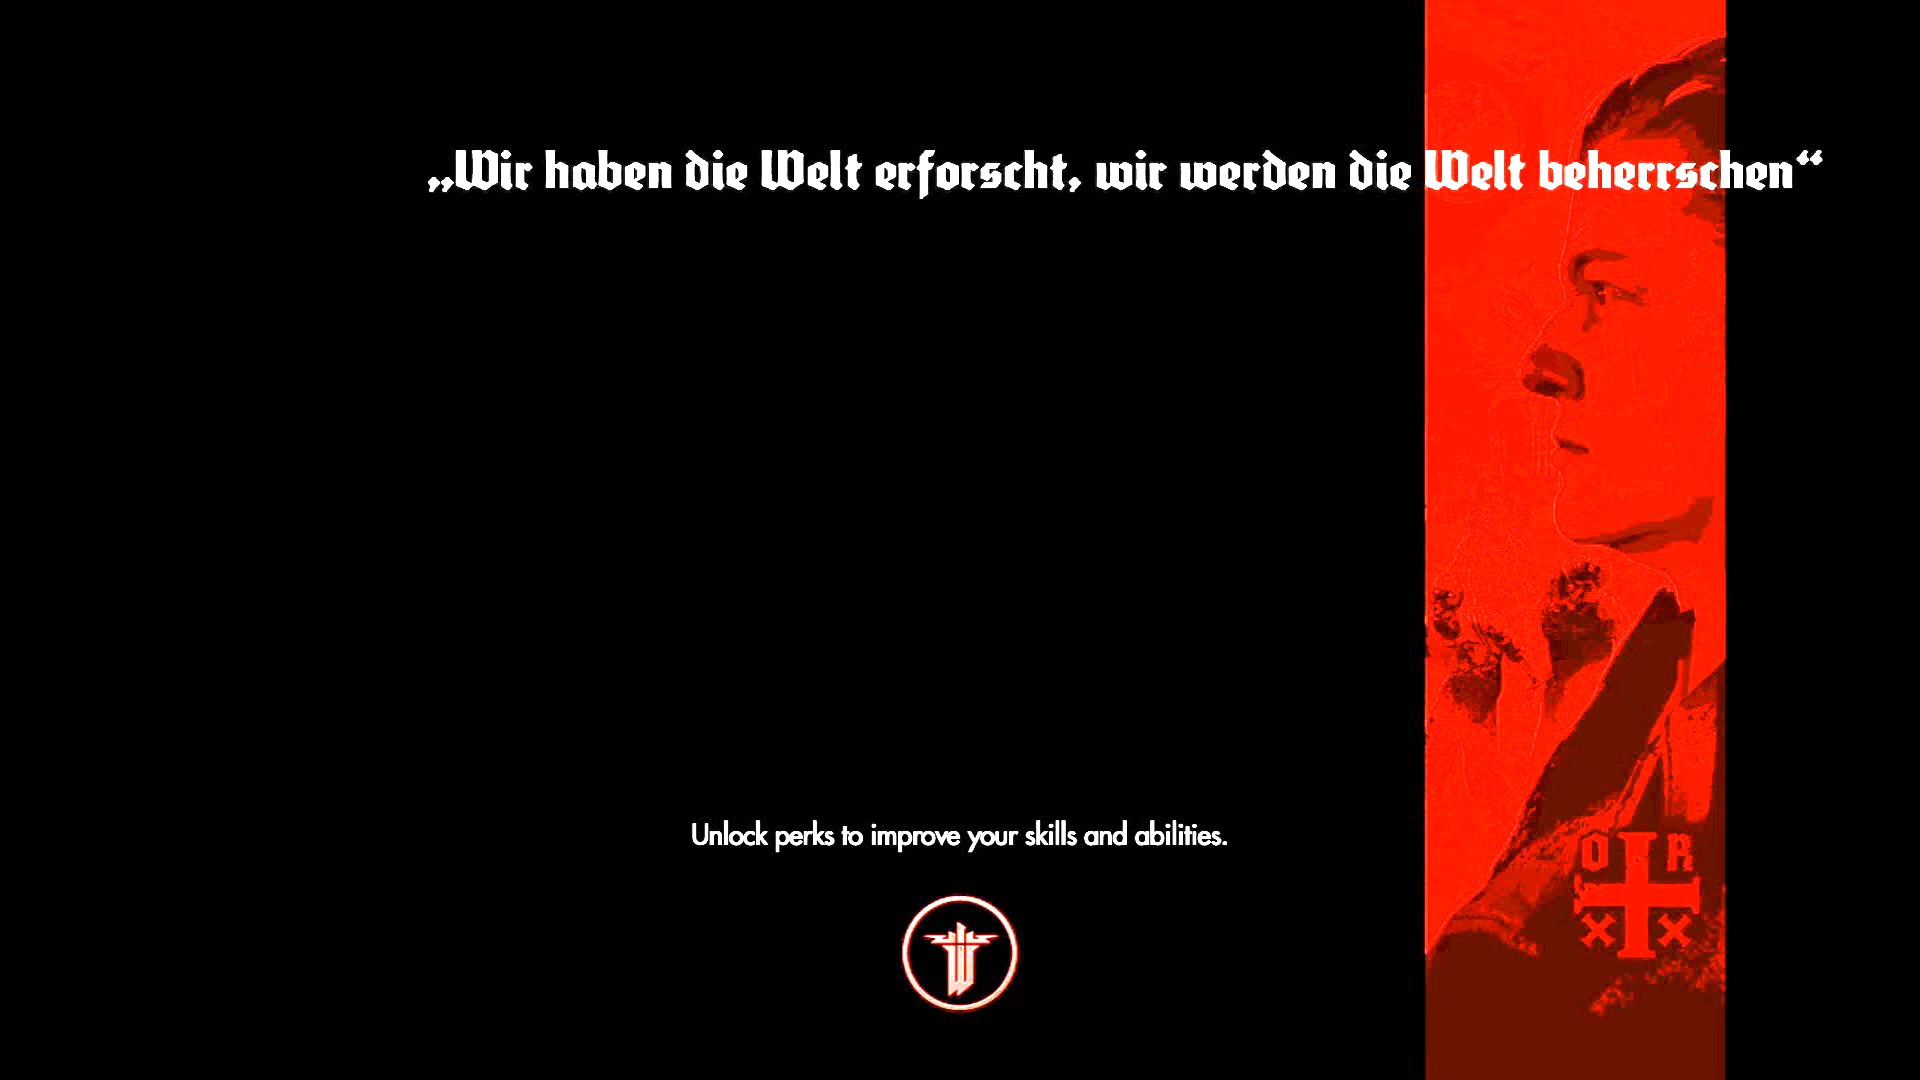 „Wir haben die Welt erforscht, wir werden die Welt beherrschen“
Unlock perks to improve your skills and abilities.
O R
X X